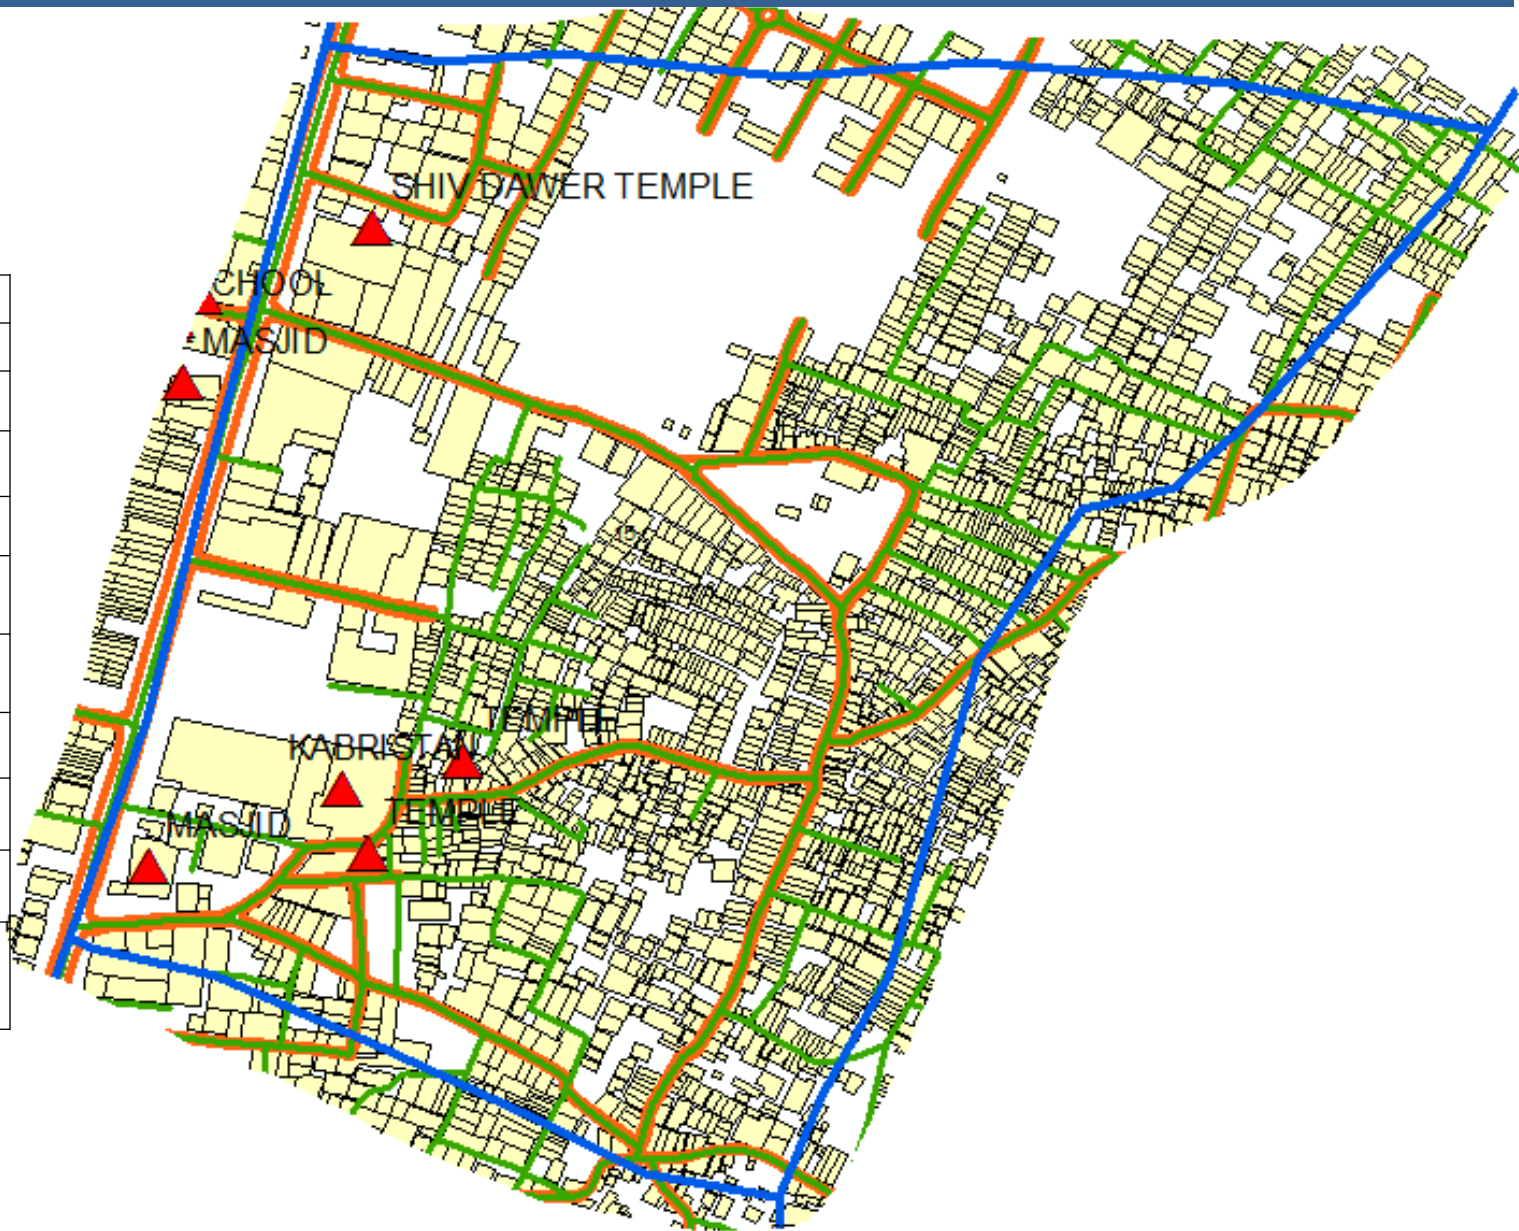 SHIV DAWER TEMPLE
CHOOL
MASJID
TEMPLE
KABRISTAN
TEMPLE
MASJID